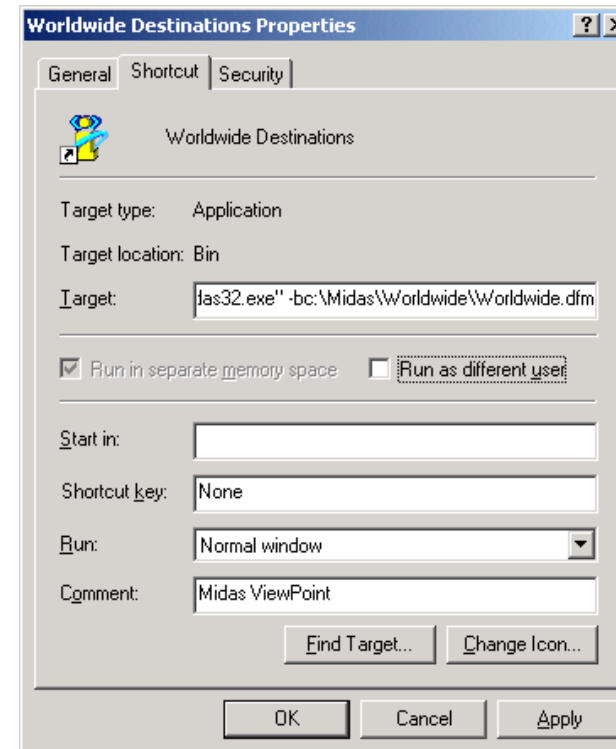 Worldwide Destinations Properties
General Shortcut Security
Worldwide Destinations
Target type: Application
Target location: Bin
Target: das32.exe" -bc:\Midas\Worldwide\Worldwide.dfm
Run in separate memory space Run as different user
Start in:
Shortcut key: None
Run: Normal window
Comment: Midas ViewPoint
Find Target... Change Icon...
OK Cancel Apply